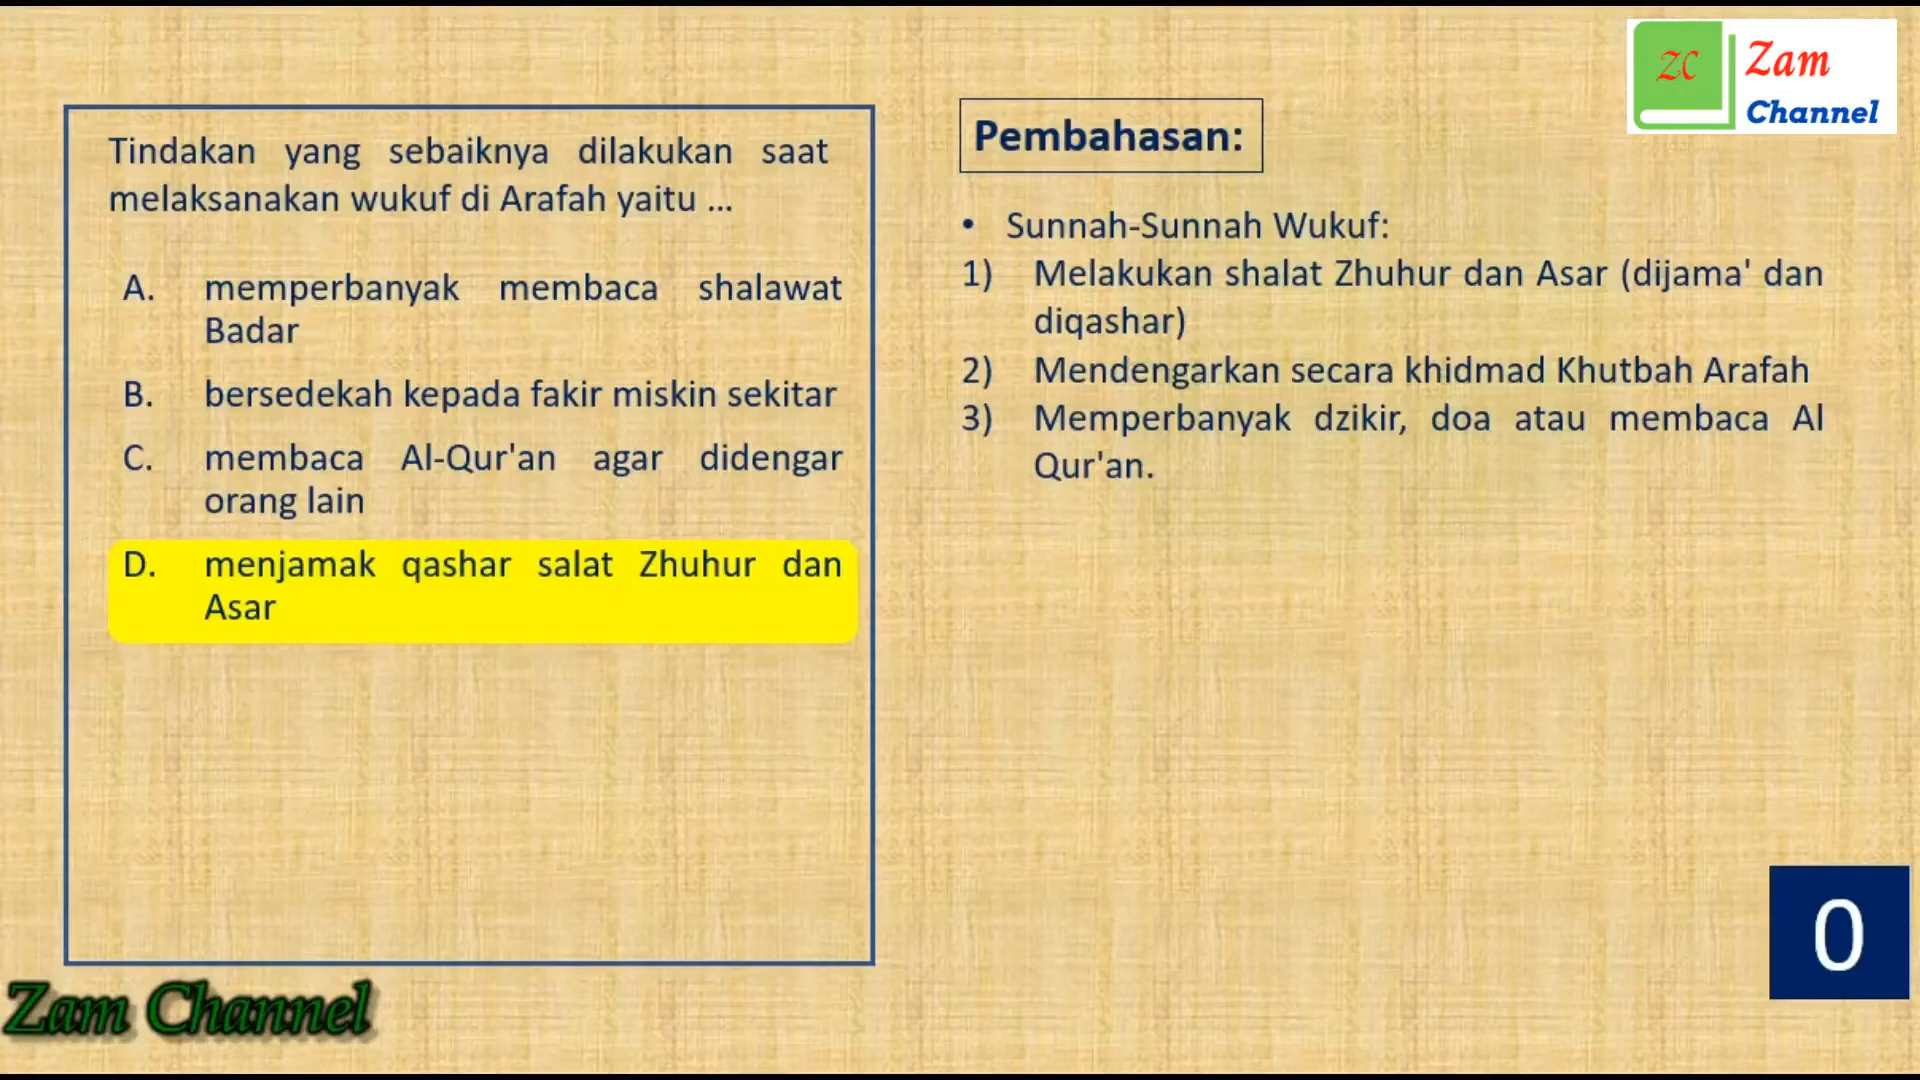 ZC Zam
Channel
Tindakan yang sebaiknya dilakukan saat
melaksanakan wukuf di Arafah yaitu ...
A. memperbanyak membaca shalawat
Badar
B. bersedekah kepada fakir miskin sekitar
C. membaca Al-Qur'an agar didengar
orang lain
D. menjamak qashar salat Zhuhur dan
Asar
Pembahasan:
• Sunnah-Sunnah Wukuf:
1) Melakukan shalat Zhuhur dan Asar (dijama' dan
diqashar)
2) Mendengarkan secara khidmad Khutbah Arafah
3) Memperbanyak dzikir, doa atau membaca Al
Qur'an.
0
Zam Channel